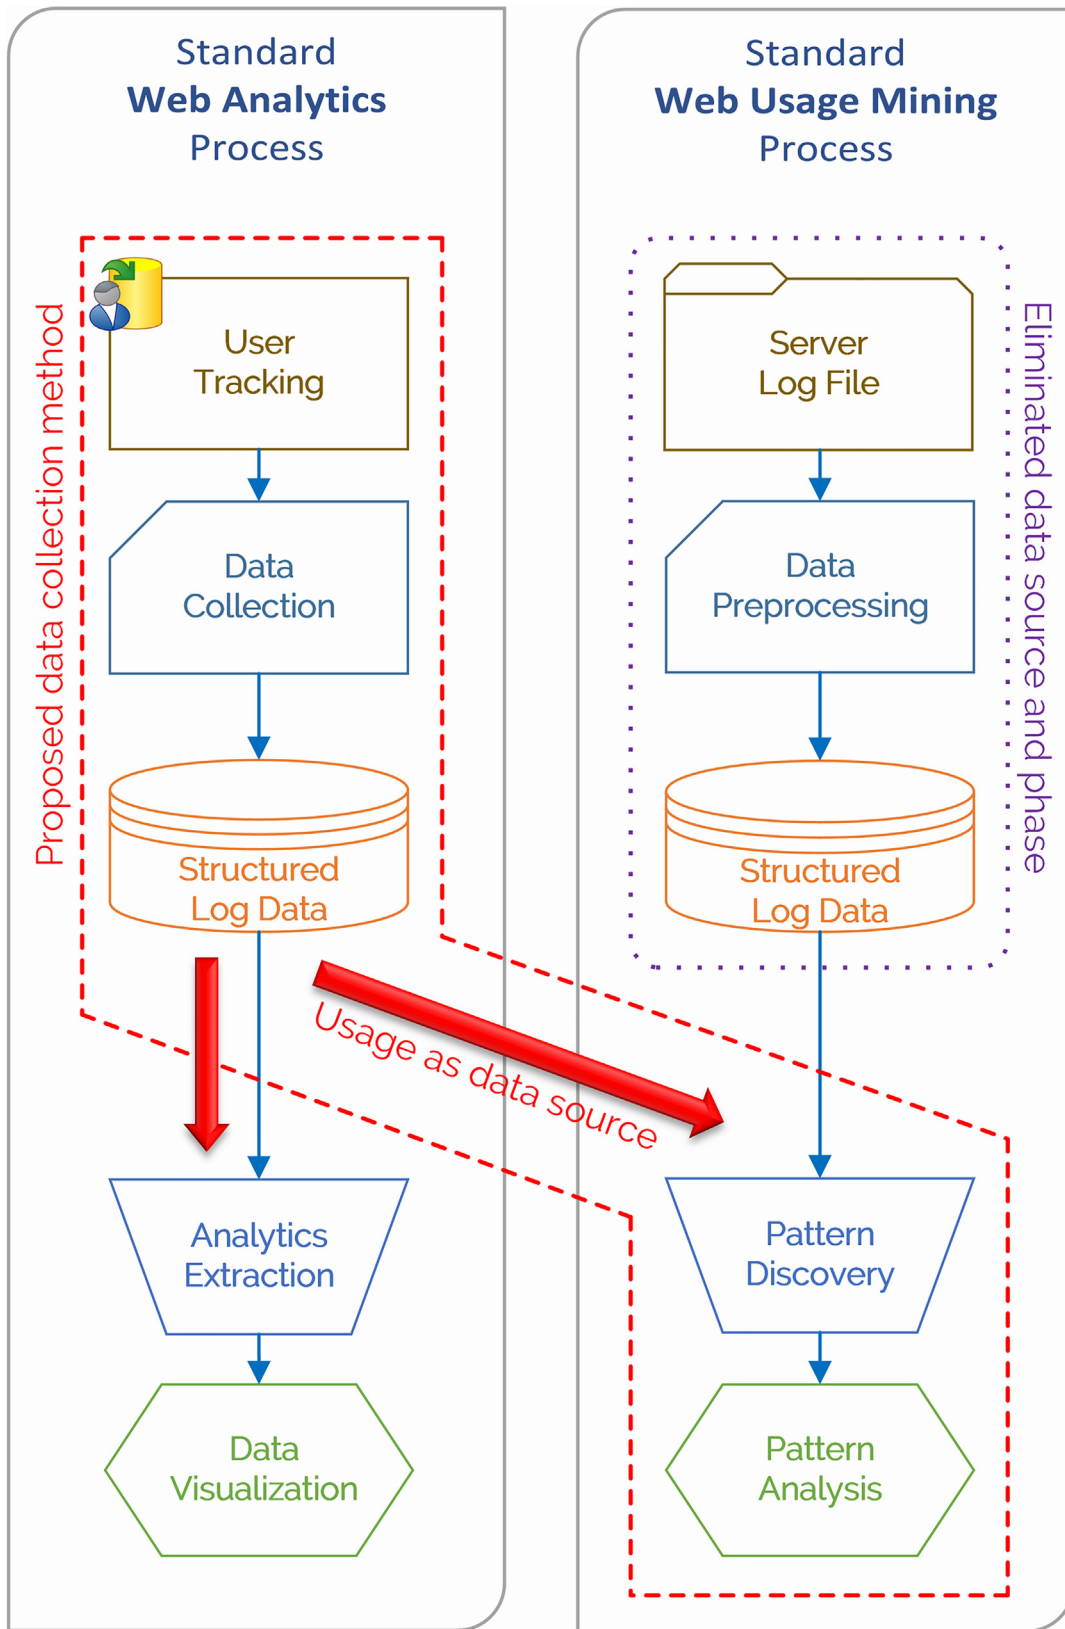 Standard
Web Analytics
Process
Proposed data collection method
User
Tracking
Data
Collection
Structured
Log Data
Usage as data source
Analytics
Extraction
Data
Visualization
Standard
Web Usage Mining
Process
Server
Log File
Data
Preprocessing
Structured
Log Data
Eliminated data source and phase
Pattern
Discovery
Pattern
Analysis